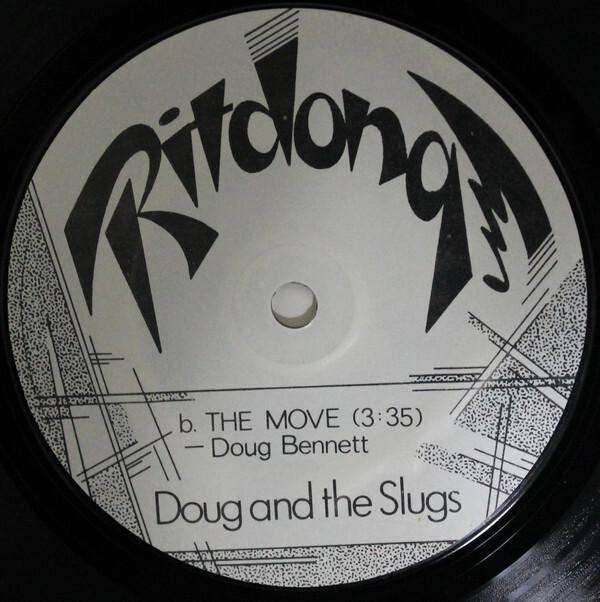 Ritdong
b. THE MOVE (3:35)
— Doug Bennett
Doug and the Slugs